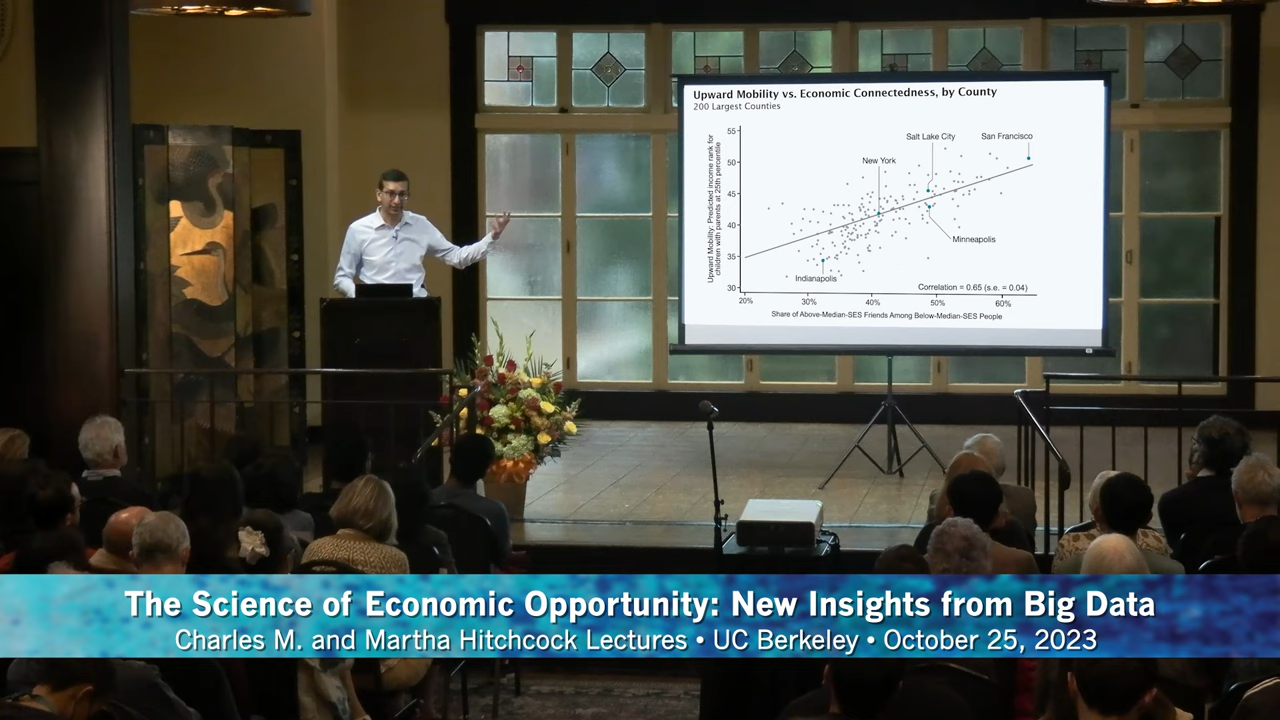 Upward Mobility vs. Economic Connectedness, by County
200 Largest Counties
Upward Mobility: Predicted income rank for
children with parents at 25th percentile
55
50
45
40
35
30
Salt Lake City
San Francisco
New York
Minneapolis
Indianapolis
Correlation = 0.65 (s.e. = 0.04)
20%
30%
40%
50%
60%
Share of Above-Median-SES Friends Among Below-Median-SES People
The Science of Economic Opportunity: New Insights from Big Data
Charles M. and Martha Hitchcock Lectures • UC Berkeley • October 25, 2023